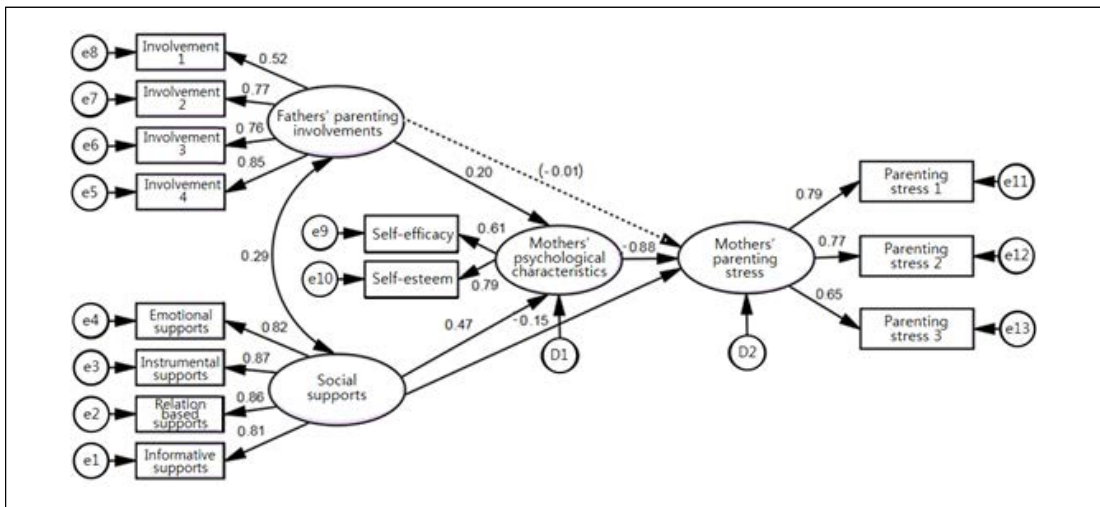 e8
Involvement
1
0.52
e7
Involvement
2
0.77
e6
Involvement
3
0.76
e5
Involvement
4
0.85
Fathers' parenting
involvements
(-0.01)
0.20
0.29
e9
Self-efficacy
0.61
e10
Self-esteem
0.79
Mothers'
psychological
characteristics
-0.88
Mothers'
parenting
stress
0.79
Parenting
stress 1
e11
0.77
Parenting
stress 2
e12
0.65
Parenting
stress 3
e13
D1
D2
0.47
-0.15
e4
Emotional
supports
0.82
e3
Instrumental
supports
0.87
e2
Relation
based
supports
0.86
e1
Informative
supports
0.81
Social
supports